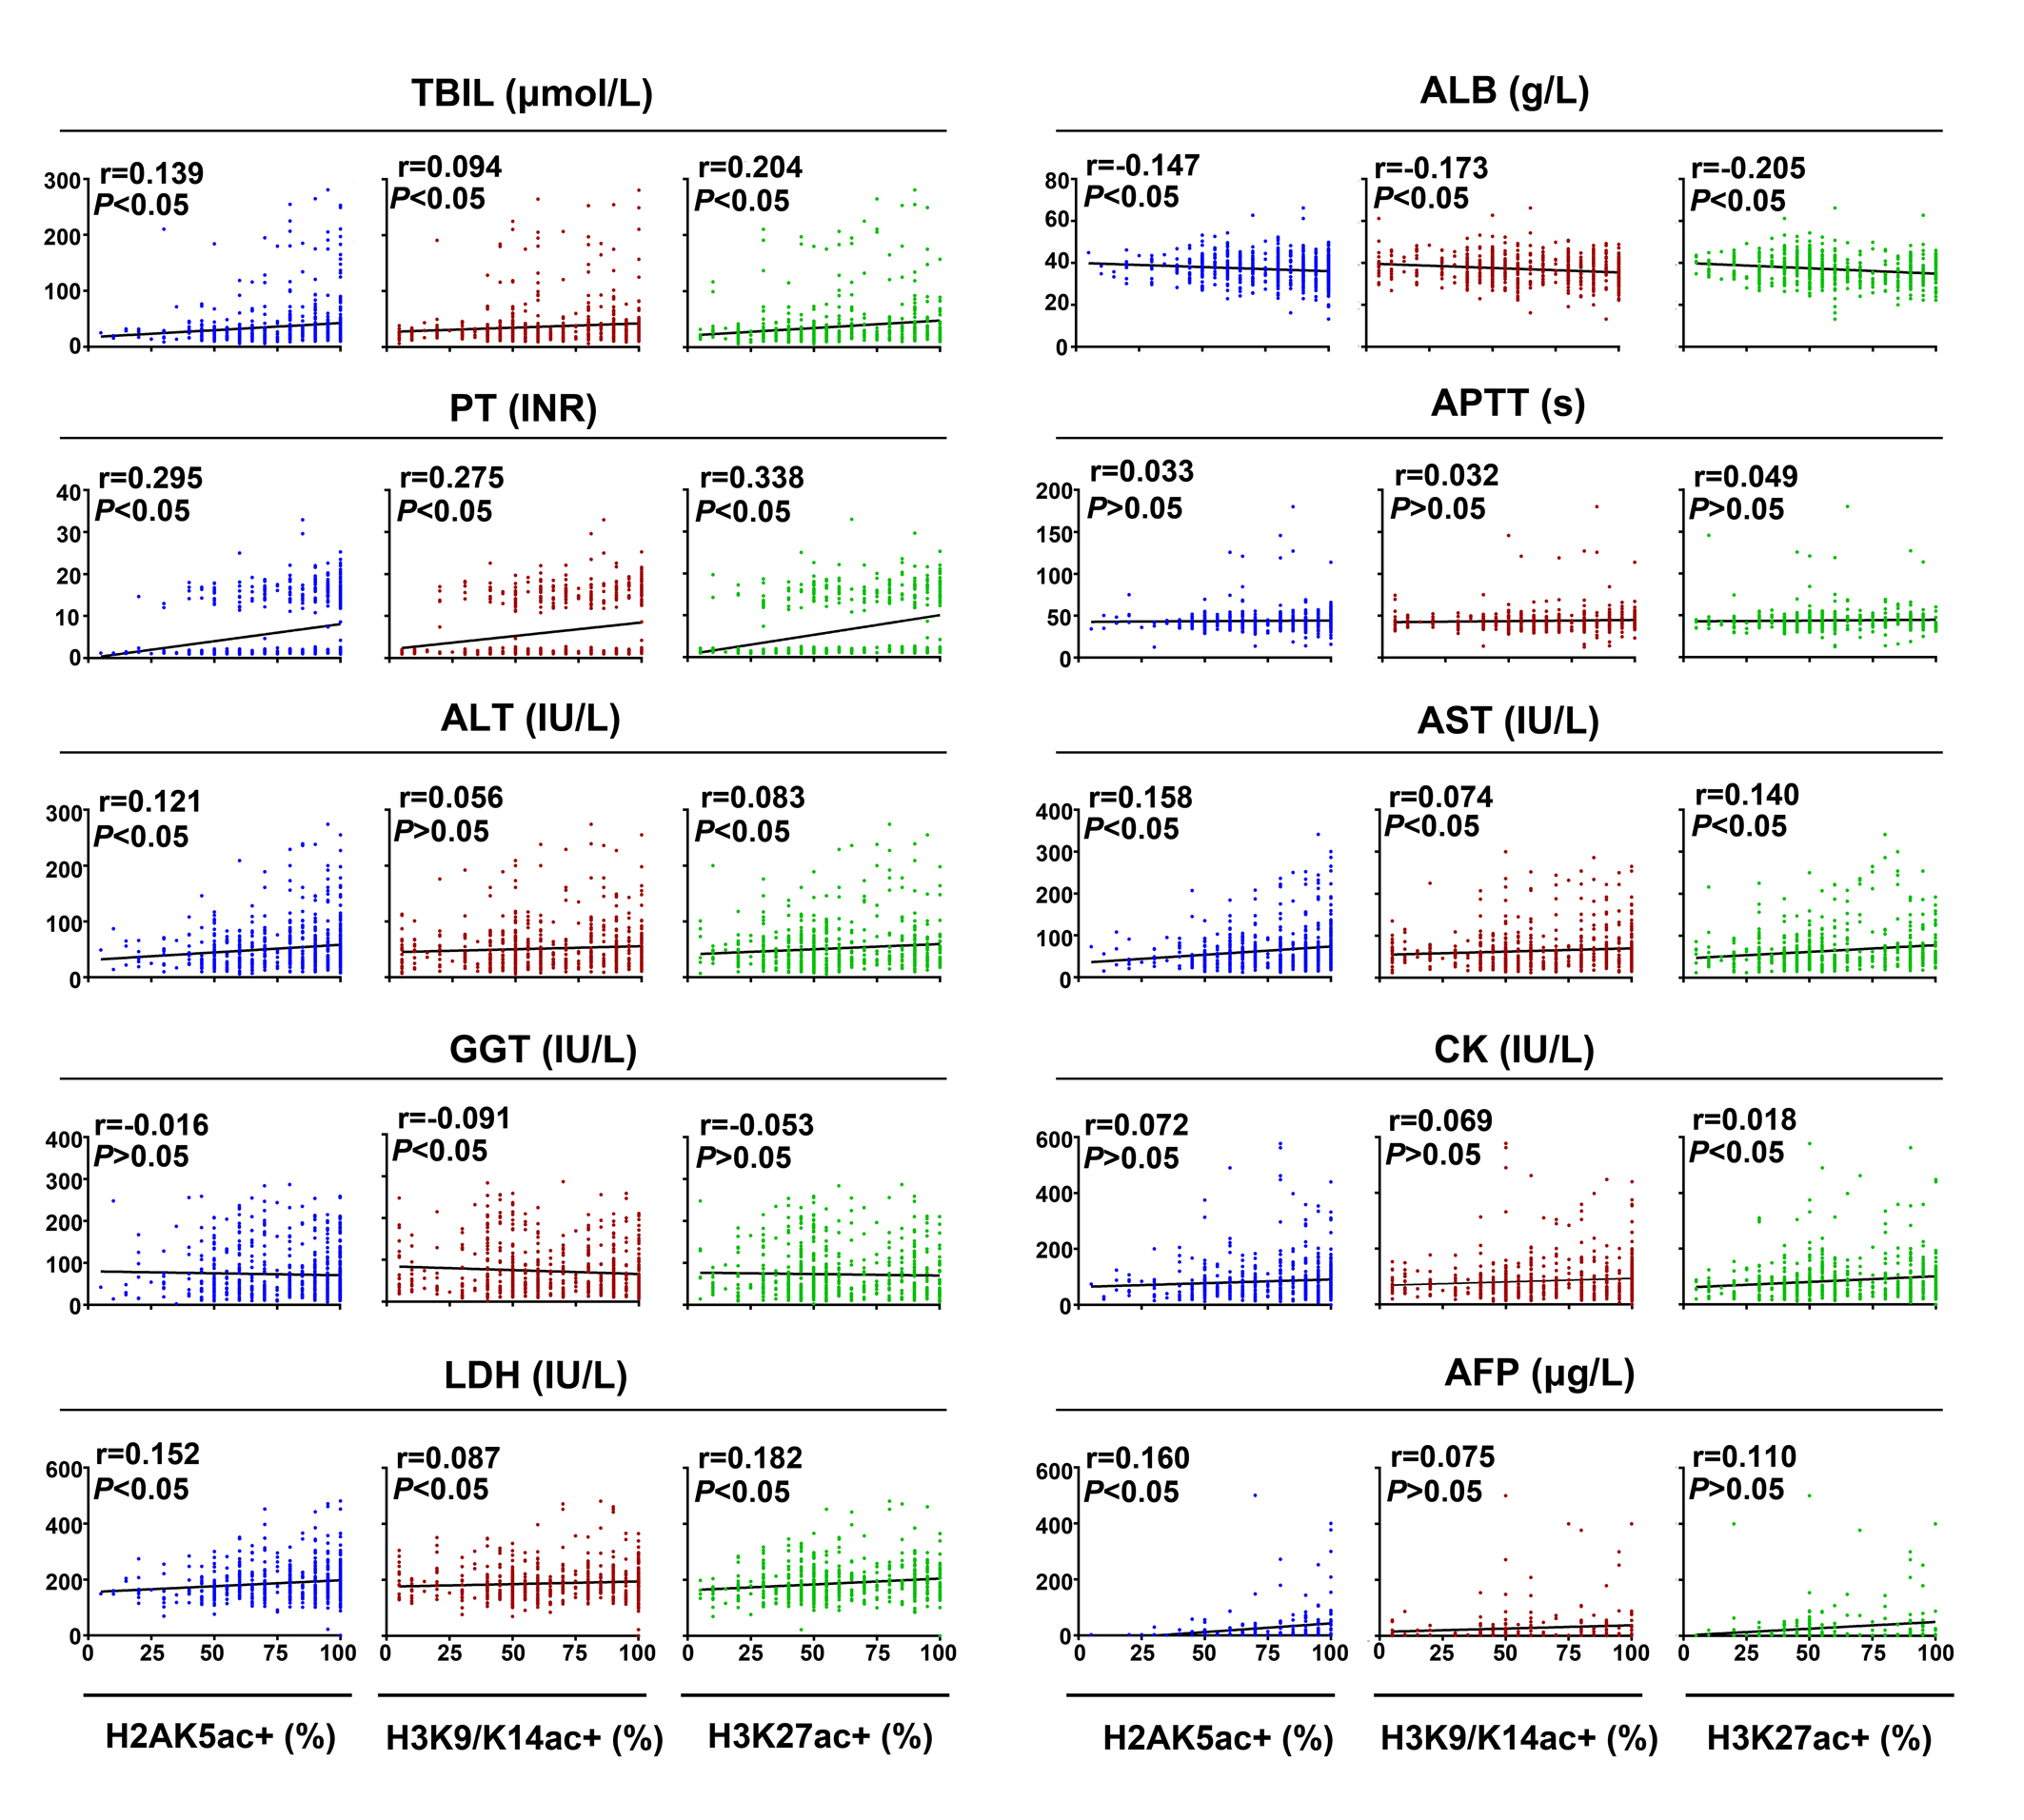 TBIL (µmol/L)
r=0.139
P<0.05
r=0.094
P<0.05
r=0.204
P<0.05
300
200
100
0
ALB (g/L)
r=-0.147
P<0.05
r=-0.173
P<0.05
r=-0.205
P<0.05
80
60
40
20
0
PT (INR)
r=0.295
P<0.05
r=0.275
P<0.05
r=0.338
P<0.05
40
30
20
10
0
APTT (s)
r=0.033
P>0.05
r=0.032
P>0.05
r=0.049
P>0.05
200
150
100
50
0
ALT (IU/L)
r=0.121
P<0.05
r=0.056
P>0.05
r=0.083
P<0.05
300
200
100
0
AST (IU/L)
r=0.158
P<0.05
r=0.074
P<0.05
r=0.140
P<0.05
400
300
200
100
0
GGT (IU/L)
r=-0.016
P>0.05
r=-0.091
P<0.05
r=-0.053
P>0.05
400
300
200
100
0
CK (IU/L)
r=0.072
P>0.05
r=0.069
P>0.05
r=0.018
P<0.05
600
400
200
0
LDH (IU/L)
r=0.152
P<0.05
r=0.087
P<0.05
r=0.182
P<0.05
600
400
200
0
0 25 50 75 100
0 25 50 75 100
0 25 50 75 100
H2AK5ac+ (%)
H3K9/K14ac+ (%)
H3K27ac+ (%)
AFP (µg/L)
r=0.160
P<0.05
r=0.075
P>0.05
r=0.110
P>0.05
600
400
200
0
0 25 50 75 100
0 25 50 75 100
0 25 50 75 100
H2AK5ac+ (%)
H3K9/K14ac+ (%)
H3K27ac+ (%)